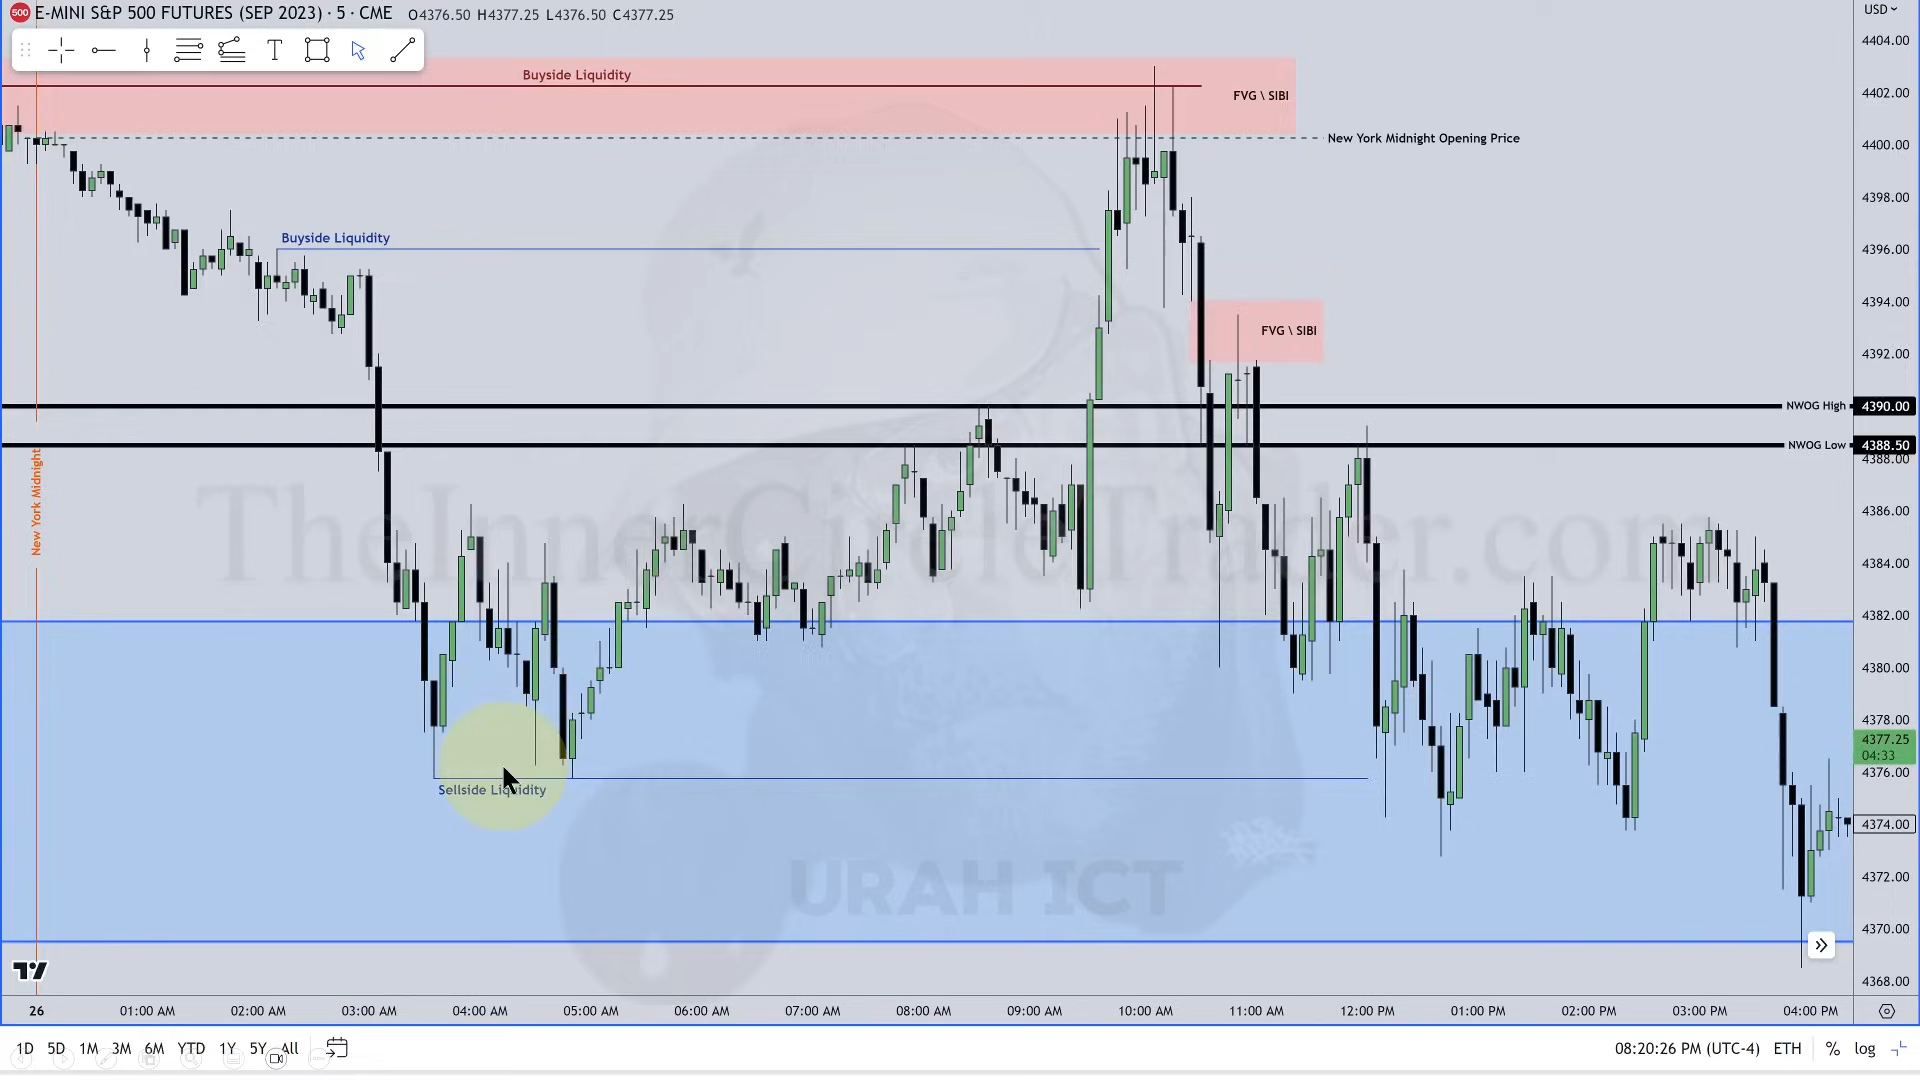 500 E-MINI S&P 500 FUTURES (SEP 2023) · 5 · CME O4376.50 H4377.25 L4376.50 C4377.25
USD
4404.00
Buyside Liquidity
4402.00
FVG \ SIBI
New York Midnight Opening Price
4400.00
4398.00
Buyside Liquidity
4396.00
4394.00
FVG \ SIBI
4392.00
NWOG High 4390.00
NWOG Low 4388.50
4388.00
New York Midnight
4386.00
TheInnerCircleTrader.com
4384.00
4382.00
4380.00
4378.00
4377.25
04:33
4376.00
Sellside Liquidity
4374.00
URAH ICT
4372.00
4370.00
4368.00
26 01:00 AM 02:00 AM 03:00 AM 04:00 AM 05:00 AM 06:00 AM 07:00 AM 08:00 AM 09:00 AM 10:00 AM 11:00 AM 12:00 PM 01:00 PM 02:00 PM 03:00 PM 04:00 PM
1D 5D 1M 3M 6M YTD 1Y 5Y All 08:20:26 PM (UTC-4) ETH % log